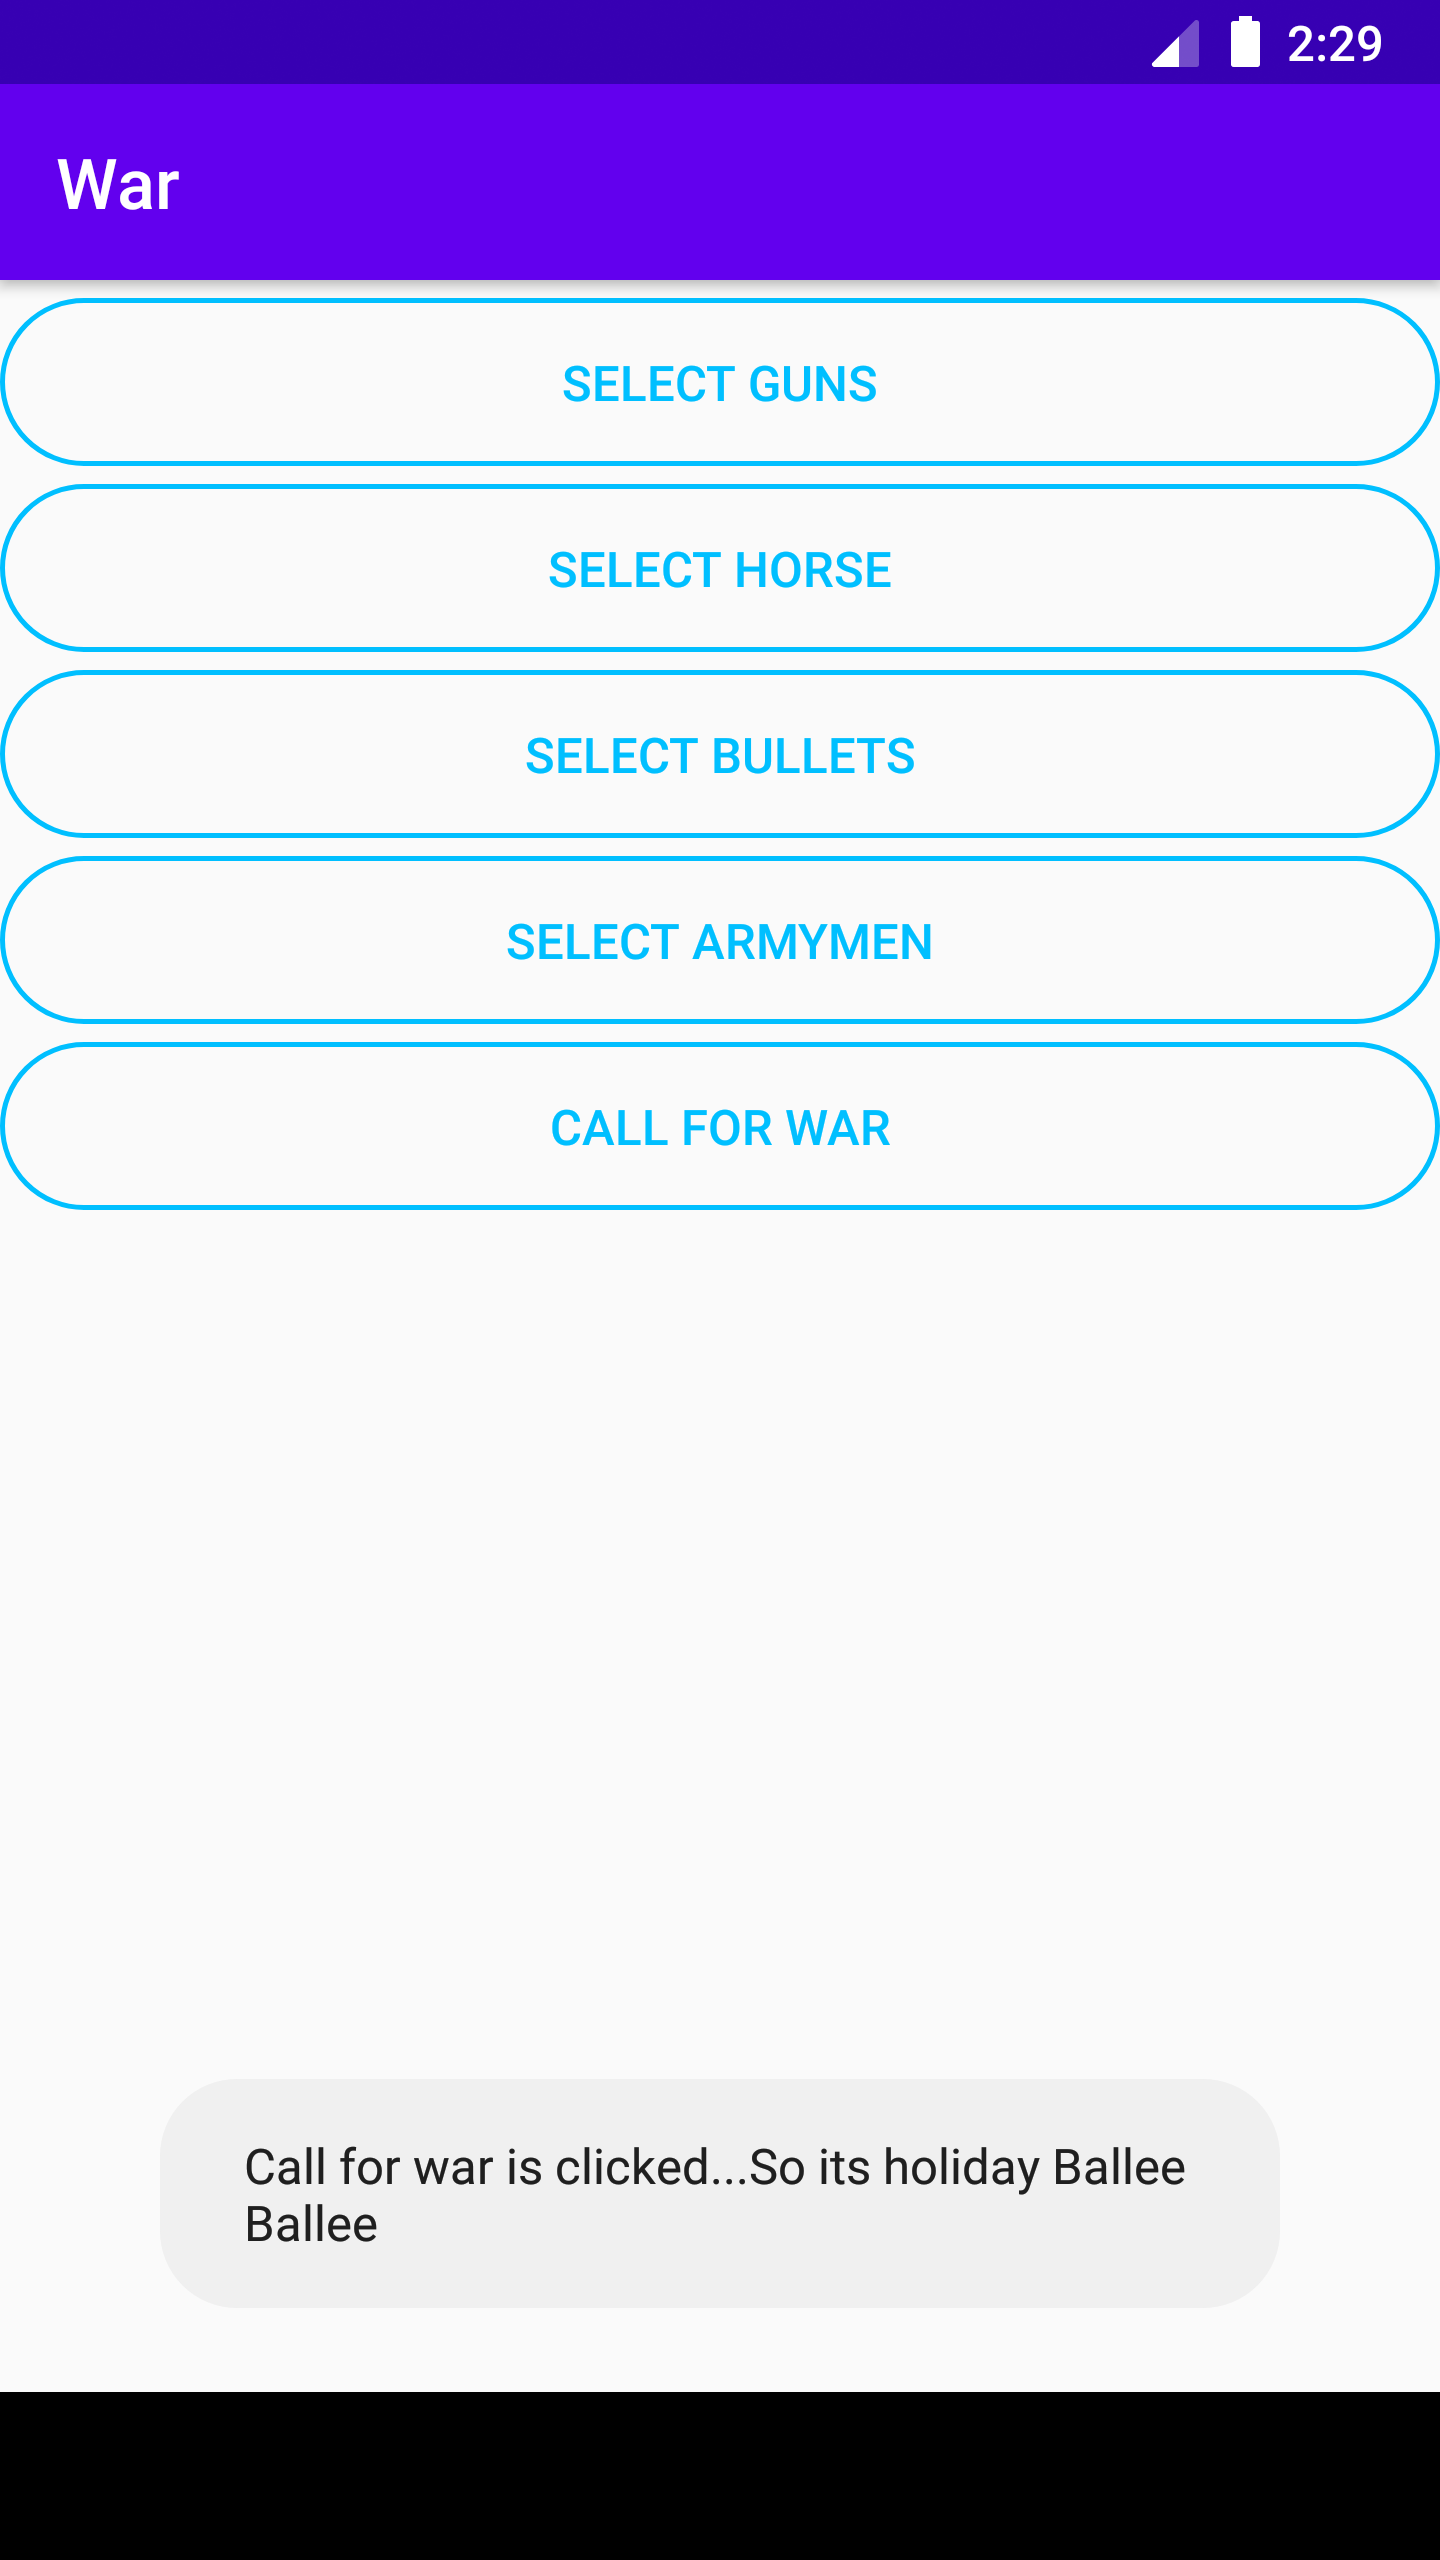 2:29
War
SELECT GUNS
SELECT HORSE
SELECT BULLETS
SELECT ARMYMEN
CALL FOR WAR
Call for war is clicked...So its holiday Ballee
Ballee